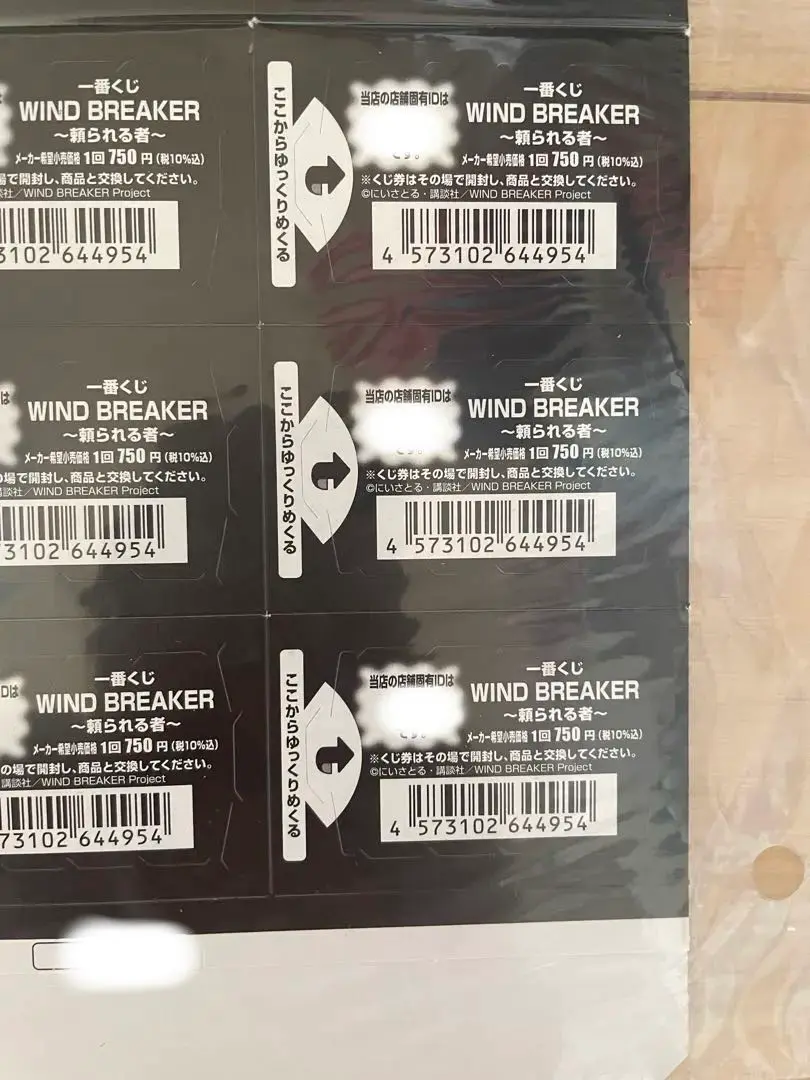 一番くじ
WIND BREAKER
〜頼られる者〜
メーカー希望小売価格 1回 750 円 (税10%込)
場で開封し、商品と交換してください。
談社/WIND BREAKER Project
3102 644954
ここからゆっくりめくる
当店の店舗固有IDは
です。
一番くじ
WIND BREAKER
〜頼られる者〜
メーカー希望小売価格 1回 750 円 (税10%込)
※くじ券はその場で開封し、商品と交換してください。
©にいさとる・講談社/WIND BREAKER Project
4 573102 644954
は
一番くじ
WIND BREAKER
〜頼られる者〜
メーカー希望小売価格 1回 750 円 (税10%込)
の場で開封し、商品と交換してください。
談社/WIND BREAKER Project
73102 644954
ここからゆっくりめくる
当店の店舗固有IDは
です。
一番くじ
WIND BREAKER
〜頼られる者〜
メーカー希望小売価格 1回 750 円 (税10%込)
※くじ券はその場で開封し、商品と交換してください。
©にいさとる・講談社/WIND BREAKER Project
4 573102 644954
IDは
一番くじ
WIND BREAKER
〜頼られる者〜
メーカー希望小売価格 1回 750 円 (税10%込)
の場で開封し、商品と交換してください。
講談社/WIND BREAKER Project
73102 644954
ここからゆっくりめくる
当店の店舗固有IDは
です。
一番くじ
WIND BREAKER
〜頼られる者〜
メーカー希望小売価格 1回 750 円 (税10%込)
※くじ券はその場で開封し、商品と交換してください。
©にいさとる・講談社/WIND BREAKER Project
4 573102 644954